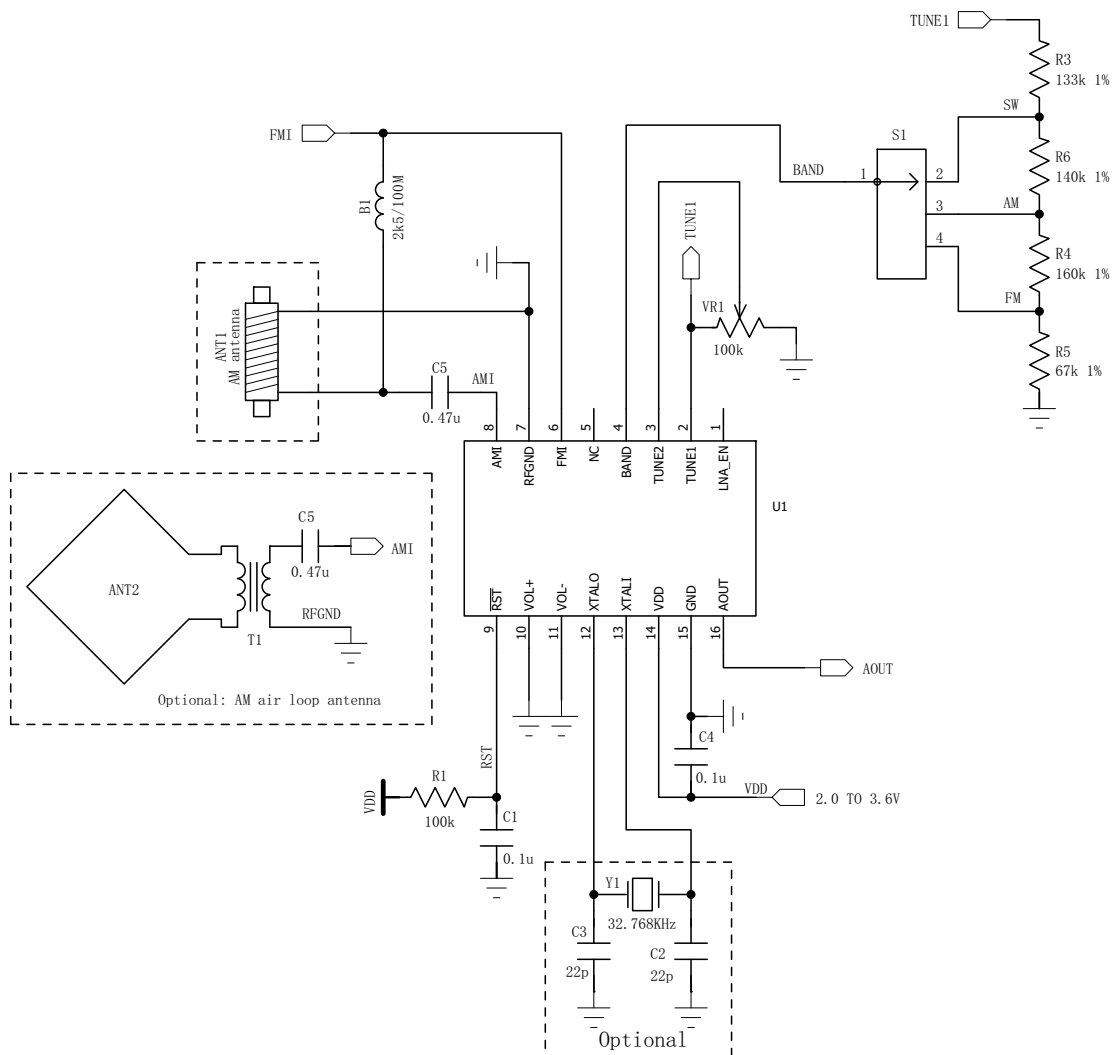 TUNE1
R3
133k 1%
SW
FMI
S1
R6
140k 1%
BAND
1
2
B1
2k5/100M
3
AM
TUNE1
4
R4
160k 1%
FM
VR1
100k
R5
67k 1%
ANT1
AM antenna
C5
0.47u
AMI
8
7
6
5
4
3
2
1
AMI
RFGND
FMI
NC
BAND
TUNE2
TUNE1
LNA_EN
U1
C5
0.47u
AMI
ANT2
RFGND
T1
Optional: AM air loop antenna
RST
VOL+
VOL-
XTALO
XTALI
VDD
GND
AOUT
9
10
11
12
13
14
15
16
AOUT
C4
0.1u
RST
VDD
R1
100k
VDD
2.0 TO 3.6V
C1
0.1u
Y1
32.768KHz
C3
22p
C2
22p
Optional